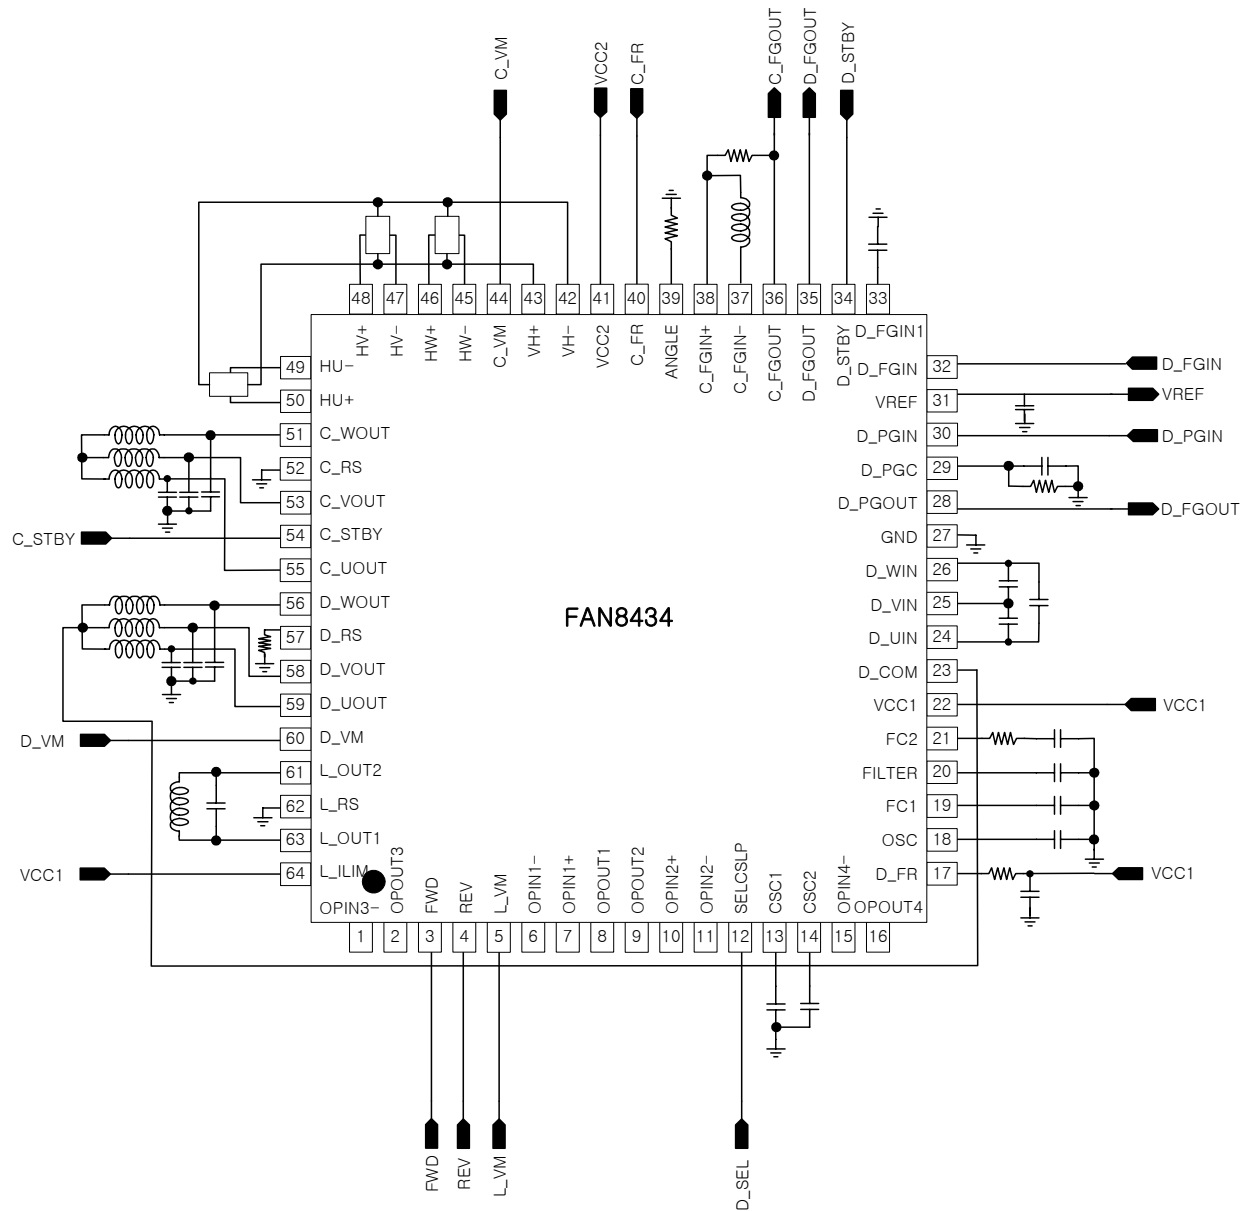 C_VM
VCC2
C_FR
C_FGOUT
D_FGOUT
D_STBY
48
47
46
45
44
43
42
41
40
39
38
37
36
35
34
33
HV+
HV-
HW+
HW-
C_VM
VH+
VH-
VCC2
C_FR
ANGLE
C_FGIN+
C_FGIN-
C_FGOUT
D_FGOUT
D_STBY
D_FGIN1
49 HU-
50 HU+
51 C_WOUT
52 C_RS
53 C_VOUT
C_STBY 54 C_STBY
55 C_UOUT
56 D_WOUT
57 D_RS
58 D_VOUT
59 D_UOUT
D_VM 60 D_VM
61 L_OUT2
62 L_RS
63 L_OUT1
VCC1 64 L_ILIM
FAN8434
D_FGIN 32 D_FGIN
VREF 31 VREF
D_PGIN 30 D_PGIN
D_PGC 29
D_PGOUT 28 D_FGOUT
GND 27
D_WIN 26
D_VIN 25
D_UIN 24
D_COM 23
VCC1 22 VCC1
FC2 21
FILTER 20
FC1 19
OSC 18
D_FR 17 VCC1
OPIN3-
OPOUT3
FWD
REV
L_VM
OPIN1-
OPIN1+
OPOUT1
OPOUT2
OPIN2+
OPIN2-
SELCSLP
CSC1
CSC2
OPIN4-
OPOUT4
1
2
3
4
5
6
7
8
9
10
11
12
13
14
15
16
FWD
REV
L_VM
D_SEL